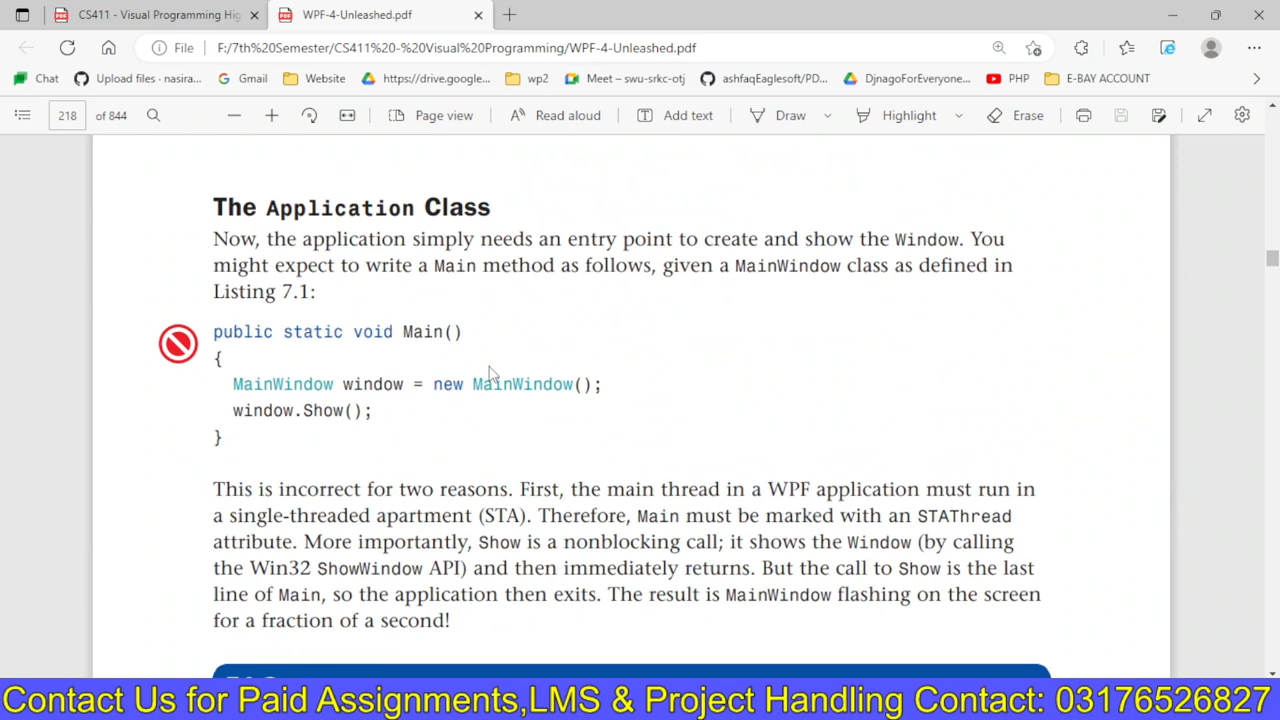 CS411 - Visual Programming Hig
WPF-4-Unleashed.pdf
File
F:/7th%20Semester/CS411%20-%20Visual%20Programming/WPF-4-Unleashed.pdf
Chat
Upload files · nasira...
Gmail
Website
https://drive.google...
wp2
Meet – swu-srkc-otj
ashfaqEaglesoft/PD...
DjnagoForEveryone...
PHP
E-BAY ACCOUNT
218 of 844
Page view
Read aloud
Add text
Draw
Highlight
Erase
The Application Class
Now, the application simply needs an entry point to create and show the Window. You
might expect to write a Main method as follows, given a MainWindow class as defined in
Listing 7.1:
public static void Main()
{
MainWindow window = new MainWindow();
window.Show();
}
This is incorrect for two reasons. First, the main thread in a WPF application must run in
a single-threaded apartment (STA). Therefore, Main must be marked with an STAThread
attribute. More importantly, Show is a nonblocking call; it shows the Window (by calling
the Win32 ShowWindow API) and then immediately returns. But the call to Show is the last
line of Main, so the application then exits. The result is MainWindow flashing on the screen
for a fraction of a second!
Contact Us for Paid Assignments,LMS & Project Handling Contact: 03176526827